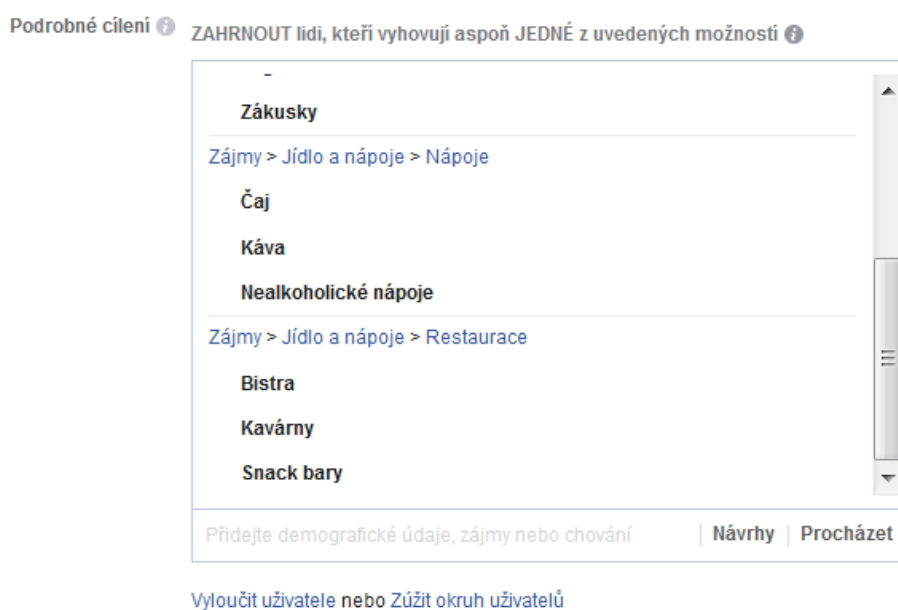 Podrobné cílení
ZAHRNOUT lidi, kteří vyhovují aspoň JEDNÉ z uvedených možností
Zákusky
Zájmy > Jídlo a nápoje > Nápoje
Čaj
Káva
Nealkoholické nápoje
Zájmy > Jídlo a nápoje > Restaurace
Bistra
Kavárny
Snack bary
Přidejte demografické údaje, zájmy nebo chování | Návrhy | Procházet
Vyloučit uživatele nebo Zúžit okruh uživatelů